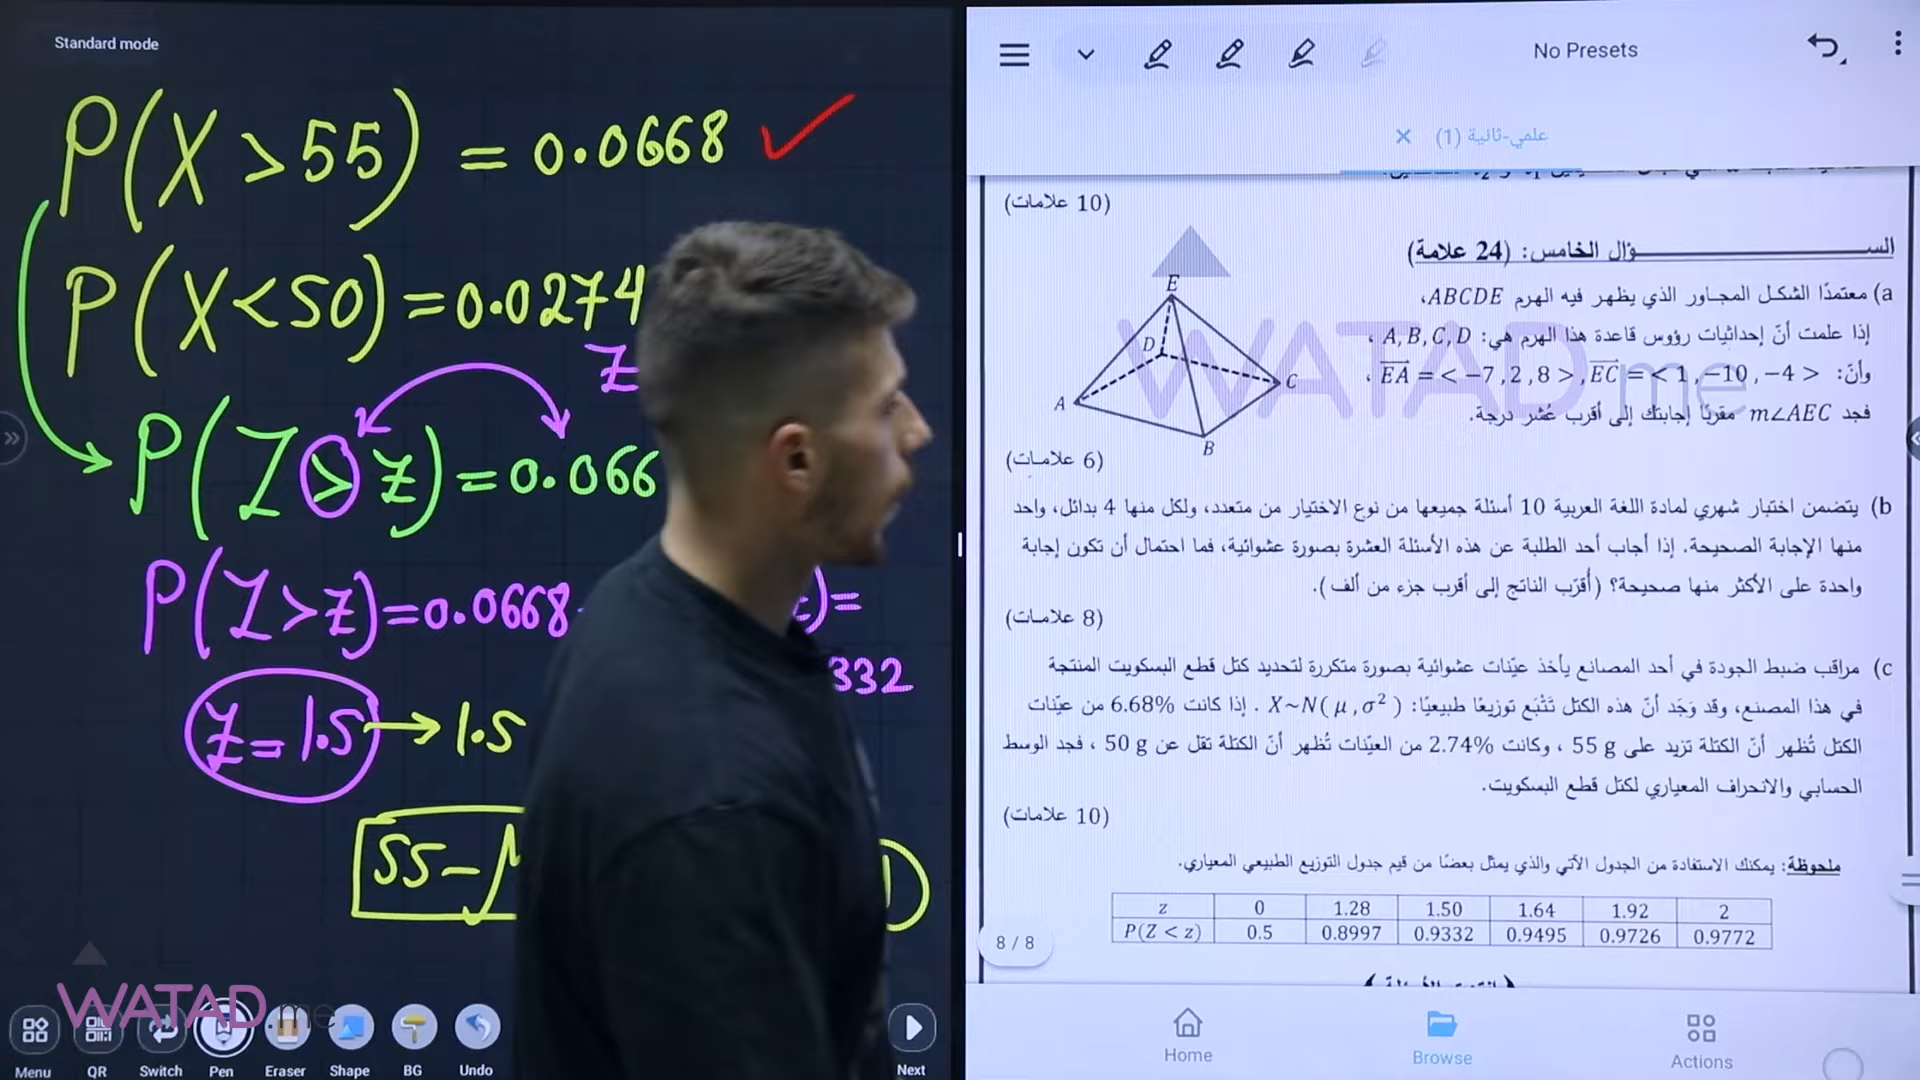 Standard mode
P(X>55) = 0.0668 ✓
P(X<50)=0.0274
z
P(Z>z)=0.066
P(Z>z)=0.0668
)=
332
z=1.5→1.5
55-μ
No Presets
علمي-ثانية (1)
(10 علامات)
الســـــــــــــؤال الخامس: (24 علامة)
a) معتمدًا الشكل المجاور الذي يظهر فيه الهرم ABCDE،
إذا علمت أنّ إحداثيات رؤوس قاعدة هذا الهرم هي: A, B, C, D ،
وأنّ: EA = < −7 , 2 , 8 > , EC = < 1 , −10 , −4 > ،
فجد m∠AEC مقربًا إجابتك إلى أقرب عُشر درجة.
(6 علامات)
E
D
C
A
B
b) يتضمن اختبار شهري لمادة اللغة العربية 10 أسئلة جميعها من نوع الاختيار من متعدد، ولكل منها 4 بدائل، واحد
منها الإجابة الصحيحة. إذا أجاب أحد الطلبة عن هذه الأسئلة العشرة بصورة عشوائية، فما احتمال أن تكون إجابة
واحدة على الأكثر منها صحيحة؟ (أُقرّب الناتج إلى أقرب جزء من ألف).
(8 علامات)
c) مراقب ضبط الجودة في أحد المصانع يأخذ عيّنات عشوائية بصورة متكررة لتحديد كتل قطع البسكويت المنتجة
في هذا المصنع، وقد وَجَد أنّ هذه الكتل تَتْبَع توزيعًا طبيعيًا: X~N( μ , σ² ) . إذا كانت 6.68% من عيّنات
الكتل تُظهر أنّ الكتلة تزيد على 55 g ، وكانت 2.74% من العيّنات تُظهر أنّ الكتلة تقل عن 50 g ، فجد الوسط
الحسابي والانحراف المعياري لكتل قطع البسكويت.
(10 علامات)
ملحوظة: يمكنك الاستفادة من الجدول الآتي والذي يمثل بعضًا من قيم جدول التوزيع الطبيعي المعياري.
z 0 1.28 1.50 1.64 1.92 2
P(Z < z) 0.5 0.8997 0.9332 0.9495 0.9726 0.9772
8 / 8
WATAD.me
WATAD me
Menu QR Switch Pen Eraser Shape BG Undo Next
Home Browse Actions